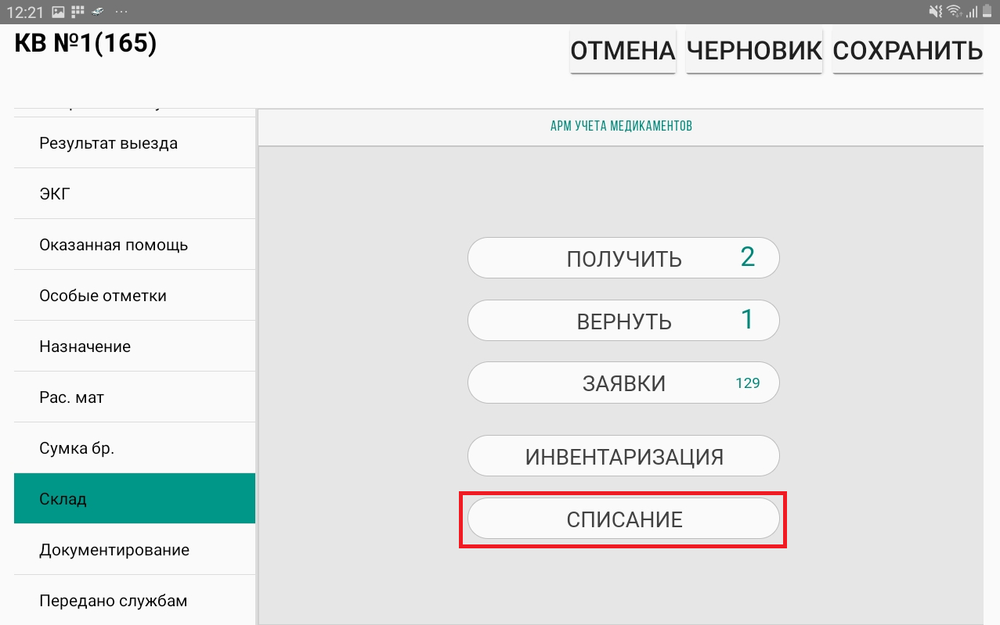 12:21
КВ №1(165)
ОТМЕНА ЧЕРНОВИК СОХРАНИТЬ
Результат выезда
ЭКГ
Оказанная помощь
Особые отметки
Назначение
Рас. мат
Сумка бр.
Склад
Документирование
Передано службам
АРМ УЧЕТА МЕДИКАМЕНТОВ
ПОЛУЧИТЬ 2
ВЕРНУТЬ 1
ЗАЯВКИ 129
ИНВЕНТАРИЗАЦИЯ
СПИСАНИЕ